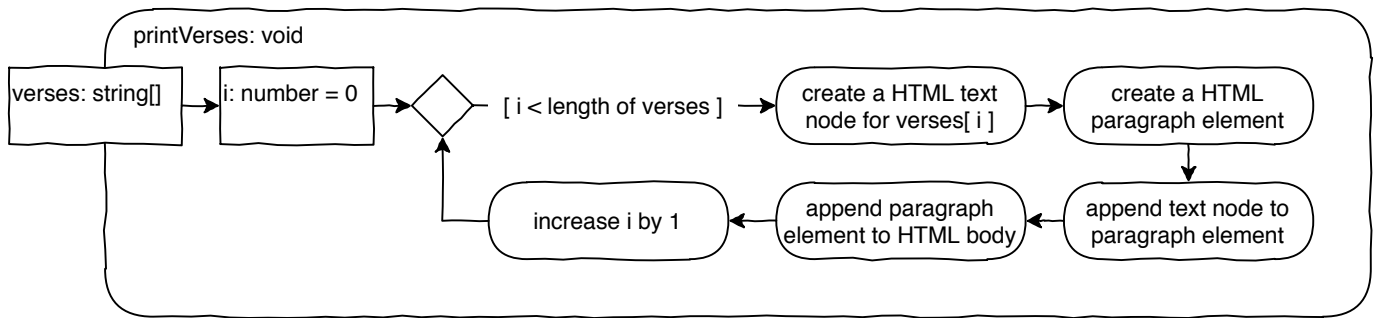 printVerses: void
verses: string[]
i: number = 0
[ i < length of verses ]
create a HTML text
node for verses[ i ]
create a HTML
paragraph element
append text node to
paragraph element
append paragraph
element to HTML body
increase i by 1